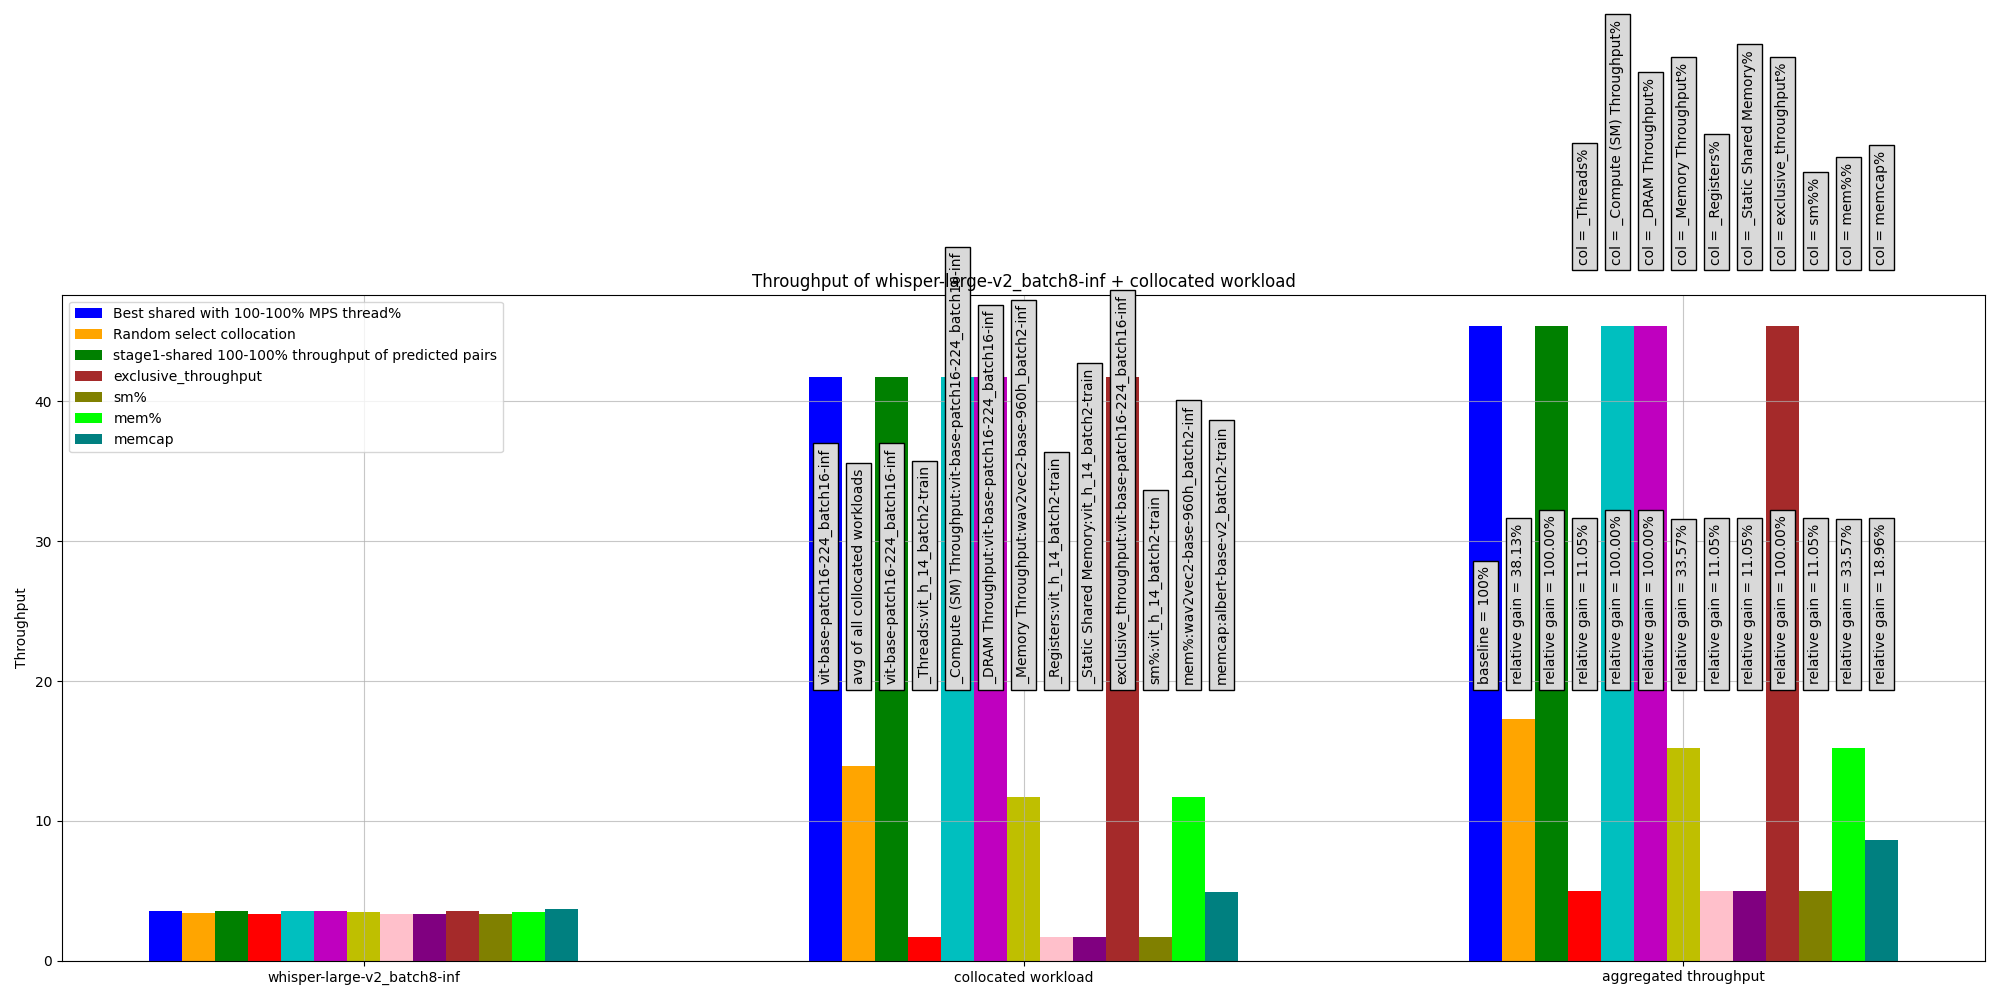 col = _Threads%
col = _Compute (SM) Throughput%
col = _DRAM Throughput%
col = _Memory Throughput%
col = _Registers%
col = _Static Shared Memory%
col = exclusive_throughput%
col = sm%%
col = mem%%
col = memcap%
Throughput of whisper-large-v2_batch8-inf + collocated workload
Best shared with 100-100% MPS thread%
Random select collocation
stage1-shared 100-100% throughput of predicted pairs
exclusive_throughput
sm%
mem%
memcap
Throughput
40
30
20
10
0
vit-base-patch16-224_batch16-inf
avg of all collocated workloads
vit-base-patch16-224_batch16-inf
_Threads:vit_h_14_batch2-train
_Compute (SM) Throughput:vit-base-patch16-224_batch16-inf
_DRAM Throughput:vit-base-patch16-224_batch16-inf
_Memory Throughput:wav2vec2-base-960h_batch2-inf
_Registers:vit_h_14_batch2-train
_Static Shared Memory:vit_h_14_batch2-train
exclusive_throughput:vit-base-patch16-224_batch16-inf
sm%:vit_h_14_batch2-train
mem%:wav2vec2-base-960h_batch2-inf
memcap:albert-base-v2_batch2-train
baseline = 100%
relative gain = 38.13%
relative gain = 100.00%
relative gain = 11.05%
relative gain = 100.00%
relative gain = 100.00%
relative gain = 33.57%
relative gain = 11.05%
relative gain = 11.05%
relative gain = 100.00%
relative gain = 11.05%
relative gain = 33.57%
relative gain = 18.96%
whisper-large-v2_batch8-inf
collocated workload
aggregated throughput